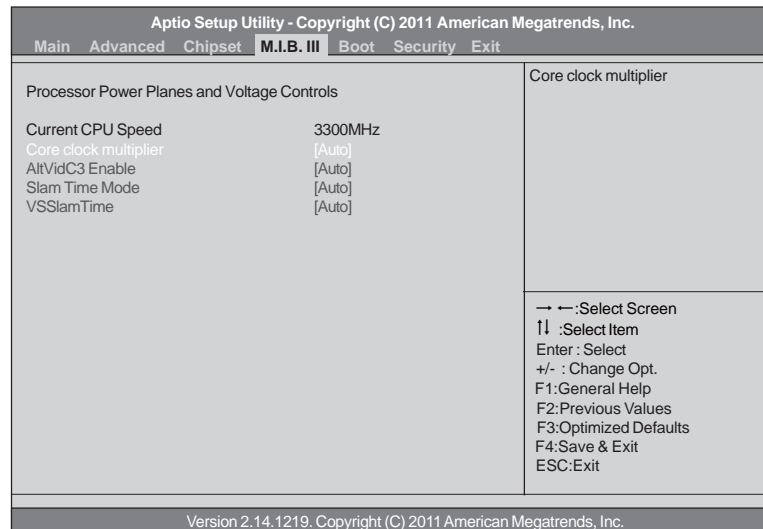 Aptio Setup Utility - Copyright (C) 2011 American Megatrends, Inc.
Main Advanced Chipset M.I.B. III Boot Security Exit
Processor Power Planes and Voltage Controls
Current CPU Speed 3300MHz
Core clock multiplier [Auto]
AltVidC3 Enable [Auto]
Slam Time Mode [Auto]
VSSlamTime [Auto]
Core clock multiplier
→ ←:Select Screen
↑↓ :Select Item
Enter : Select
+/- : Change Opt.
F1:General Help
F2:Previous Values
F3:Optimized Defaults
F4:Save & Exit
ESC:Exit
Version 2.14.1219. Copyright (C) 2011 American Megatrends, Inc.